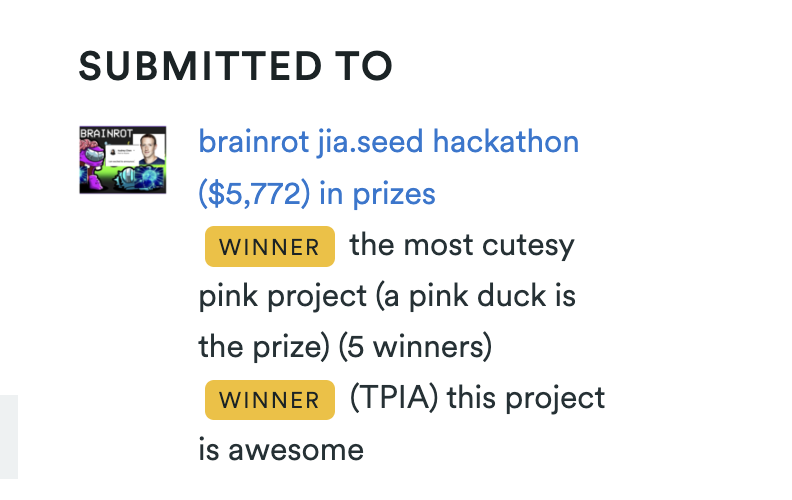 SUBMITTED TO
BRAINROT
brainrot jia.seed hackathon
($5,772) in prizes
WINNER the most cutesy
pink project (a pink duck is
the prize) (5 winners)
WINNER (TPIA) this project
is awesome